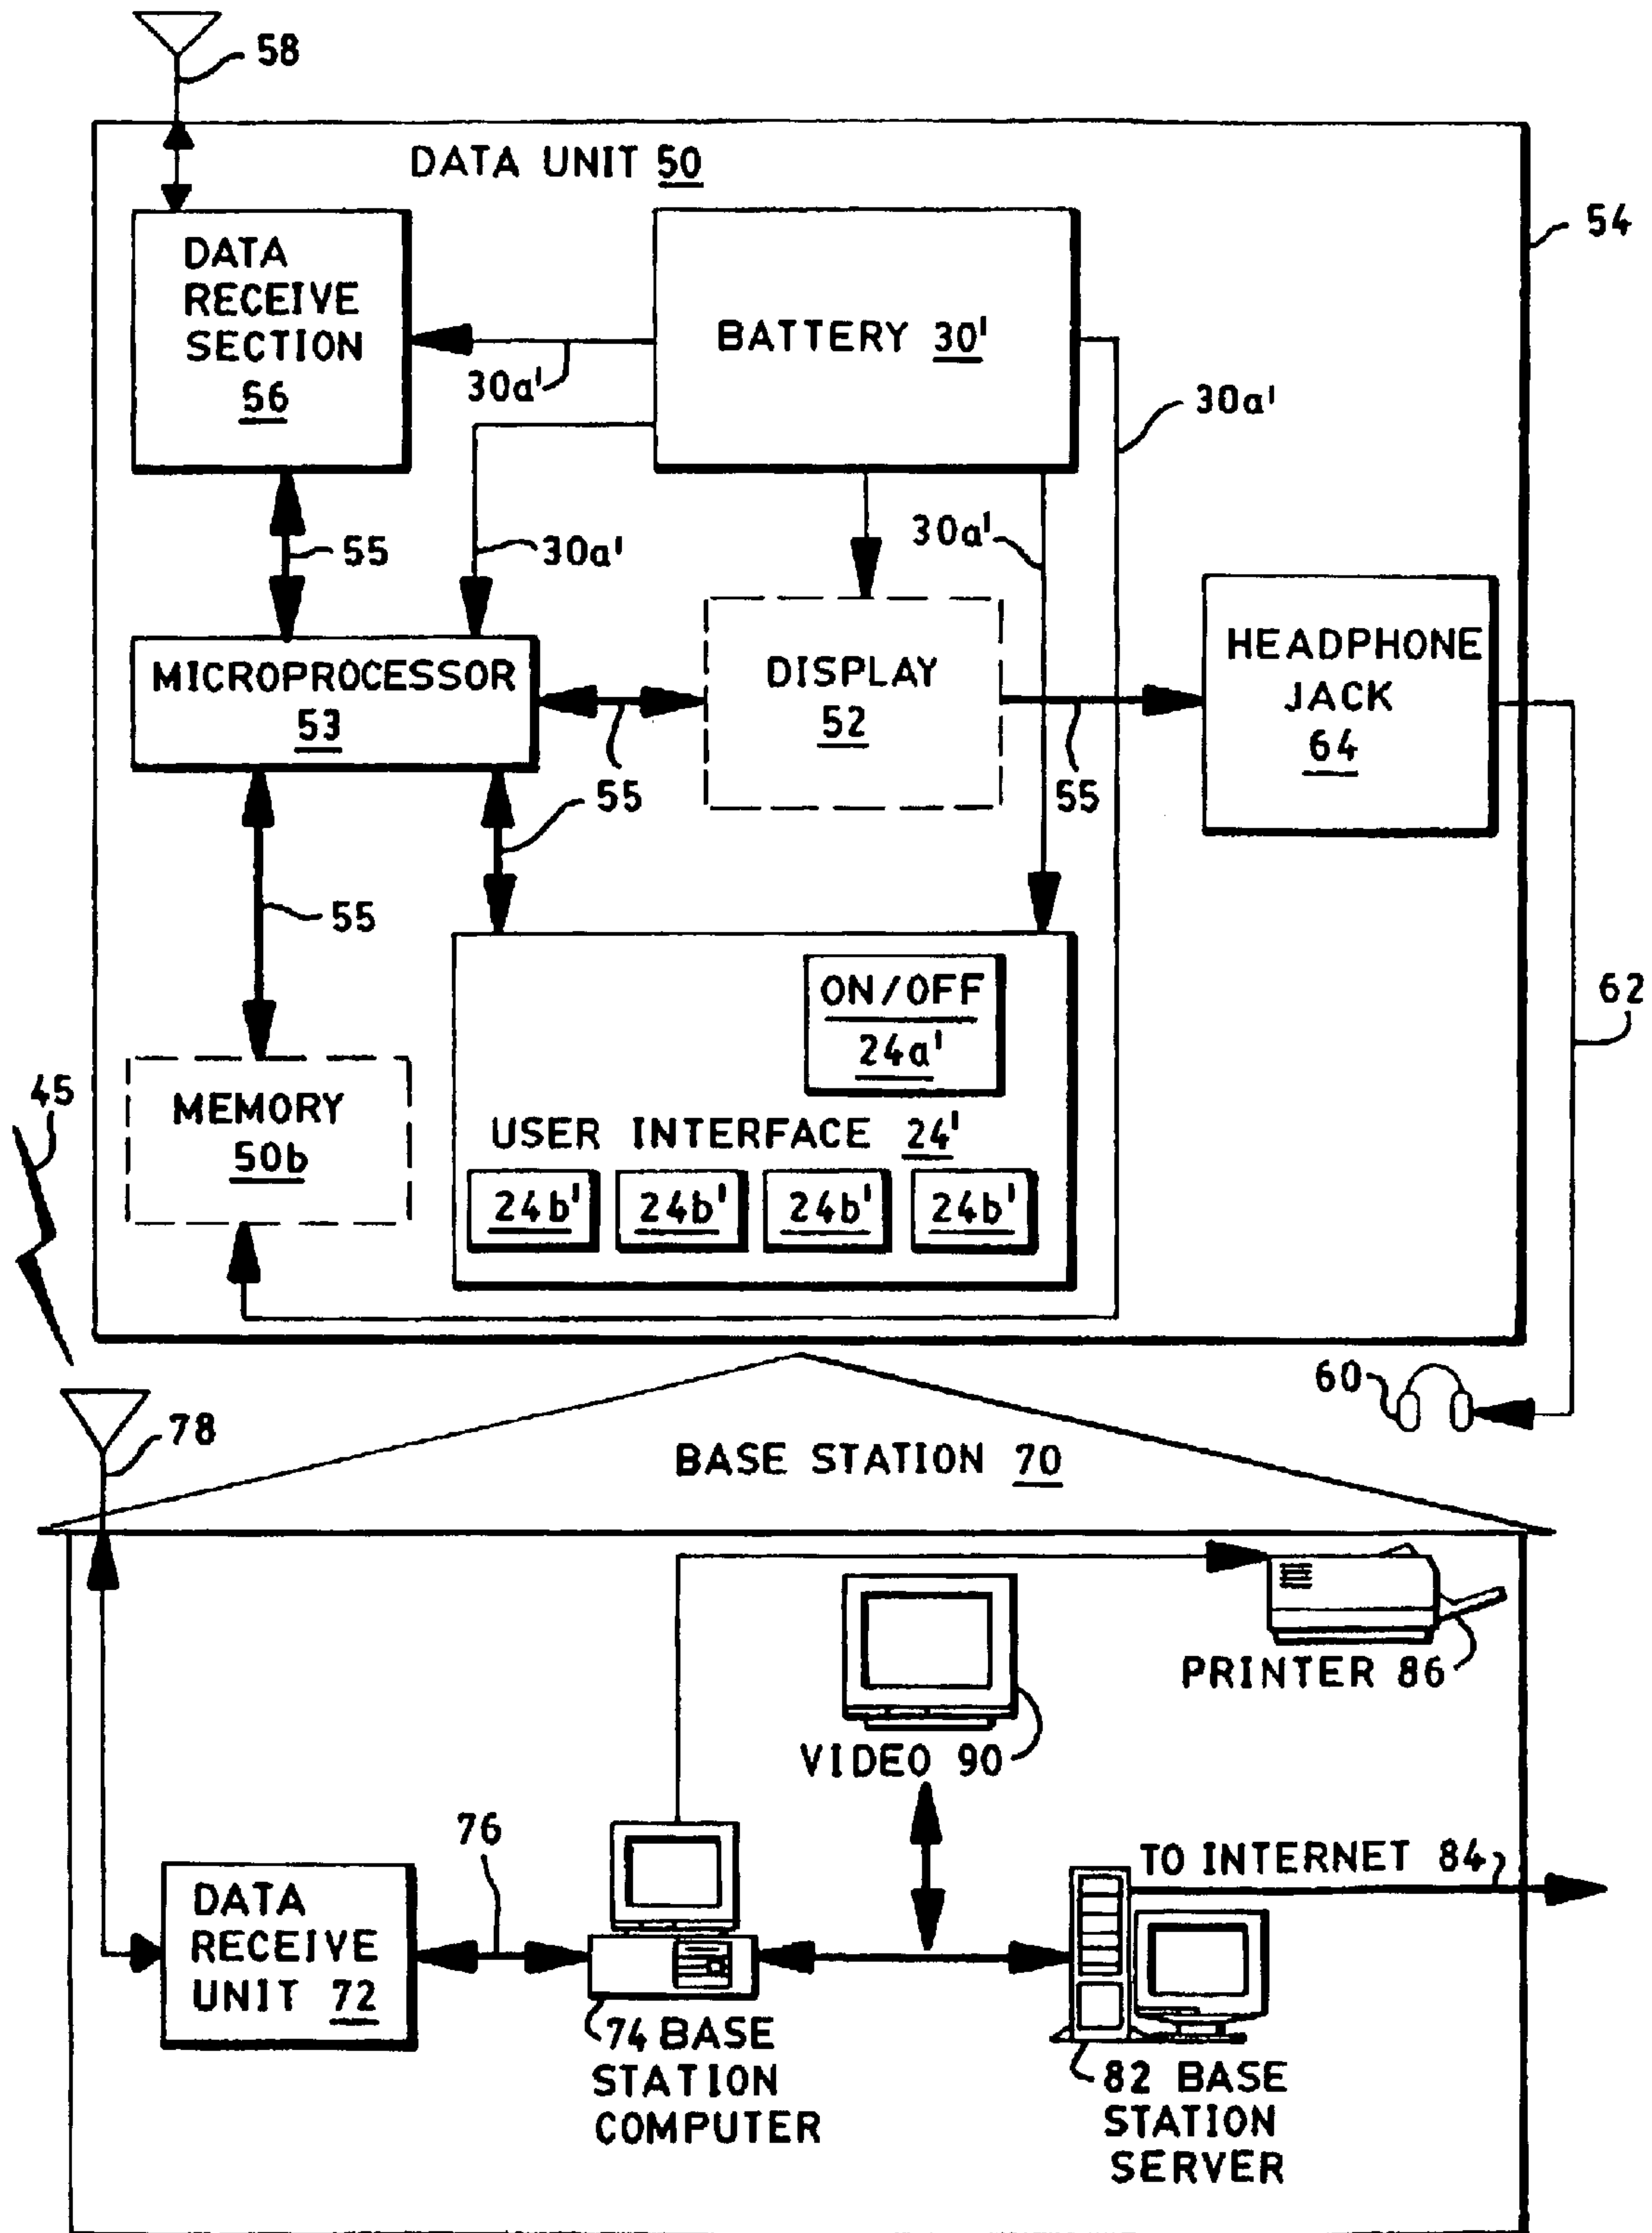 58
DATA UNIT 50
54
DATA
RECEIVE
SECTION
56
BATTERY 30'
30a'
30a'
55
30a'
30a'
MICROPROCESSOR
53
DISPLAY
52
HEADPHONE
JACK
64
55
55
55
55
ON/OFF
24a'
62
45
MEMORY
50b
USER INTERFACE 24'
24b' 24b' 24b' 24b'
60
78
BASE STATION 70
PRINTER 86
VIDEO 90
76
TO INTERNET 84
DATA
RECEIVE
UNIT 72
74 BASE
STATION
COMPUTER
82 BASE
STATION
SERVER